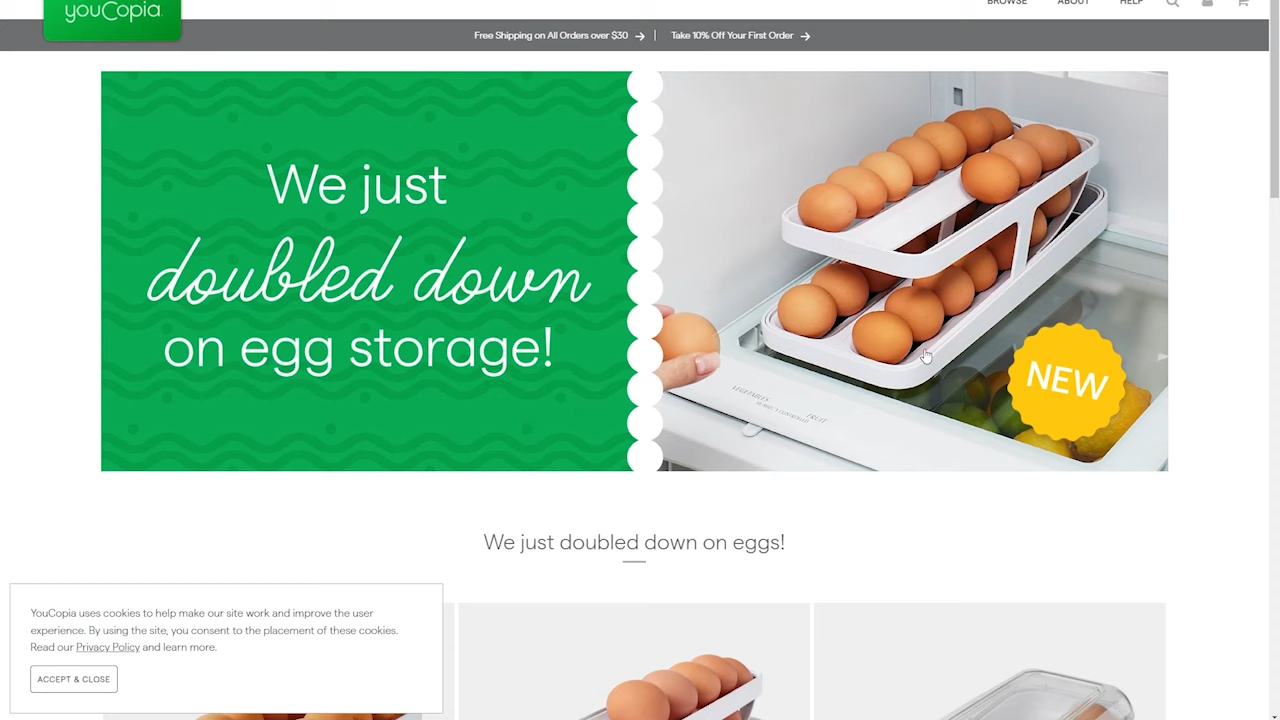 youCopia
BROWSE ABOUT HELP
Free Shipping on All Orders over $30 → | Take 10% Off Your First Order →
We just
doubled down
on egg storage!
NEW
VEGETABLES FRUIT
We just doubled down on eggs!
YouCopia uses cookies to help make our site work and improve the user
experience. By using the site, you consent to the placement of these cookies.
Read our Privacy Policy and learn more.
ACCEPT & CLOSE